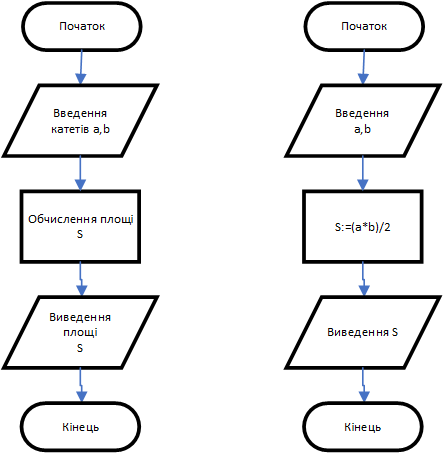 Початок
Введення
катетів a,b
Обчислення площі
S
Виведення
площі
S
Кінець
Початок
Введення
a,b
S:=(a*b)/2
Виведення S
Кінець